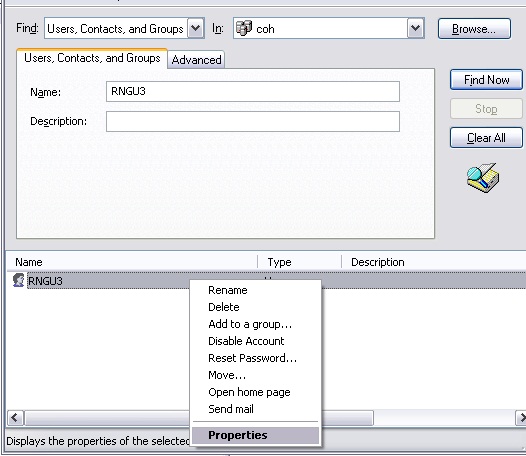 Find: Users, Contacts, and Groups In: coh Browse...
Users, Contacts, and Groups Advanced
Name: RNGU3
Description:
Find Now
Stop
Clear All
Name Type Description
RNGU3
Rename
Delete
Add to a group...
Disable Account
Reset Password...
Move...
Open home page
Send mail
Properties
Displays the properties of the selected